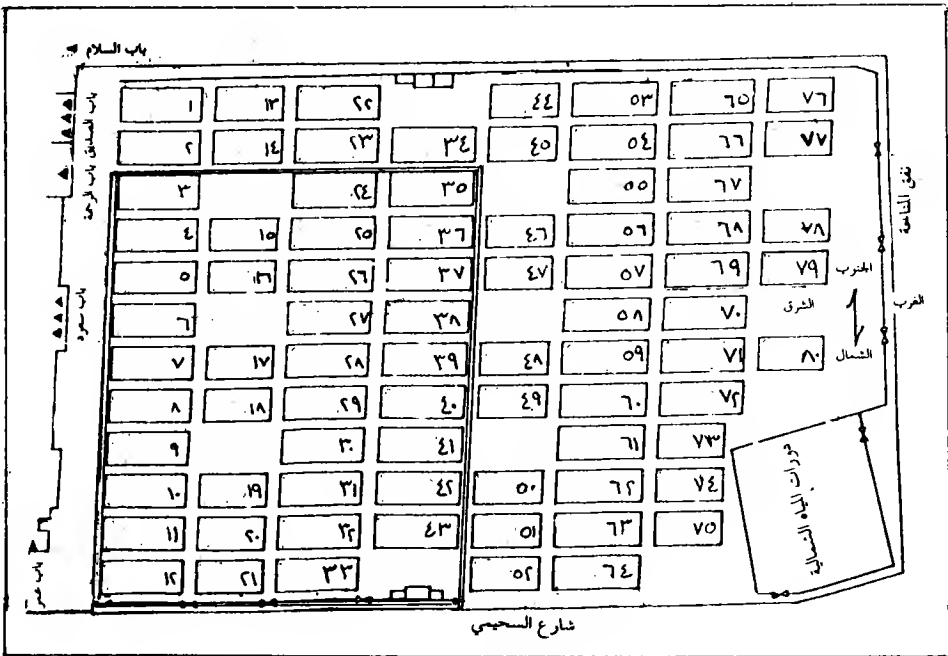 باب السلام
باب الصديق
باب الرحمة
باب سعود
باب عمر
١ ١٣ ٢٢ ٤٤ ٥٣ ٦٥ ٧٦
٢ ١٤ ٢٣ ٣٤ ٤٥ ٥٤ ٦٦ ٧٧
٣ ٢٤ ٣٥ ٥٥ ٦٧
٤ ١٥ ٢٥ ٣٦ ٤٦ ٥٦ ٦٨ ٧٨
٥ ١٦ ٢٦ ٣٧ ٤٧ ٥٧ ٦٩ ٧٩
٦ ٢٧ ٣٨ ٥٨ ٧٠
٧ ١٧ ٢٨ ٣٩ ٤٨ ٥٩ ٧١ ٨٠
٨ ١٨ ٢٩ ٤٠ ٤٩ ٦٠ ٧٢
٩ ٣٠ ٤١ ٦١ ٧٣
١٠ ١٩ ٣١ ٤٢ ٥٠ ٦٢ ٧٤
١١ ٢٠ ٣٢ ٤٣ ٥١ ٦٣ ٧٥
١٢ ٢١ ٣٣ ٥٢ ٦٤
نفق المناخة
الجنوب
الشرق
الغرب
الشمال
دورات المياه الشمالية
شارع السحيمي